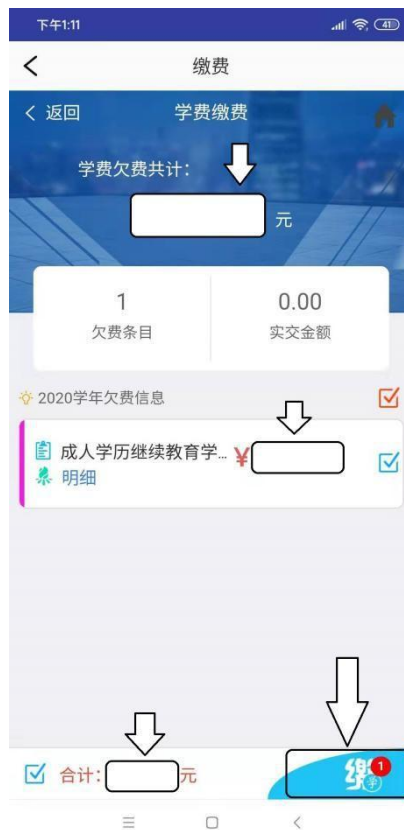 下午1:11
41
缴费
返回 学费缴费
学费欠费共计：
元
1 0.00
欠费条目 实交金额
2020学年欠费信息
成人学历继续教育学... ¥
明细
合计： 元
缴
1